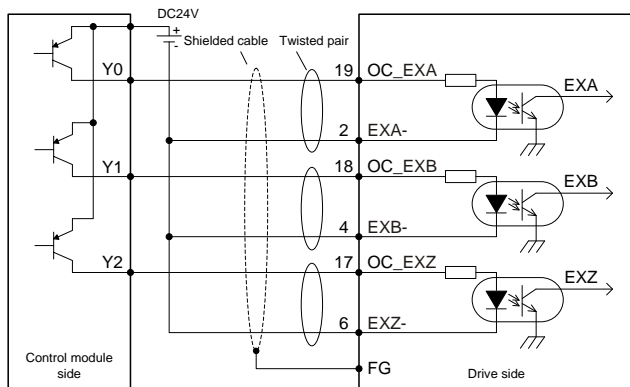 DC24V
+
-
Shielded cable
Twisted pair
Y0
19
OC_EXA
EXA
2
EXA-
Y1
18
OC_EXB
EXB
4
EXB-
Y2
17
OC_EXZ
EXZ
6
EXZ-
Control module
side
FG
Drive side